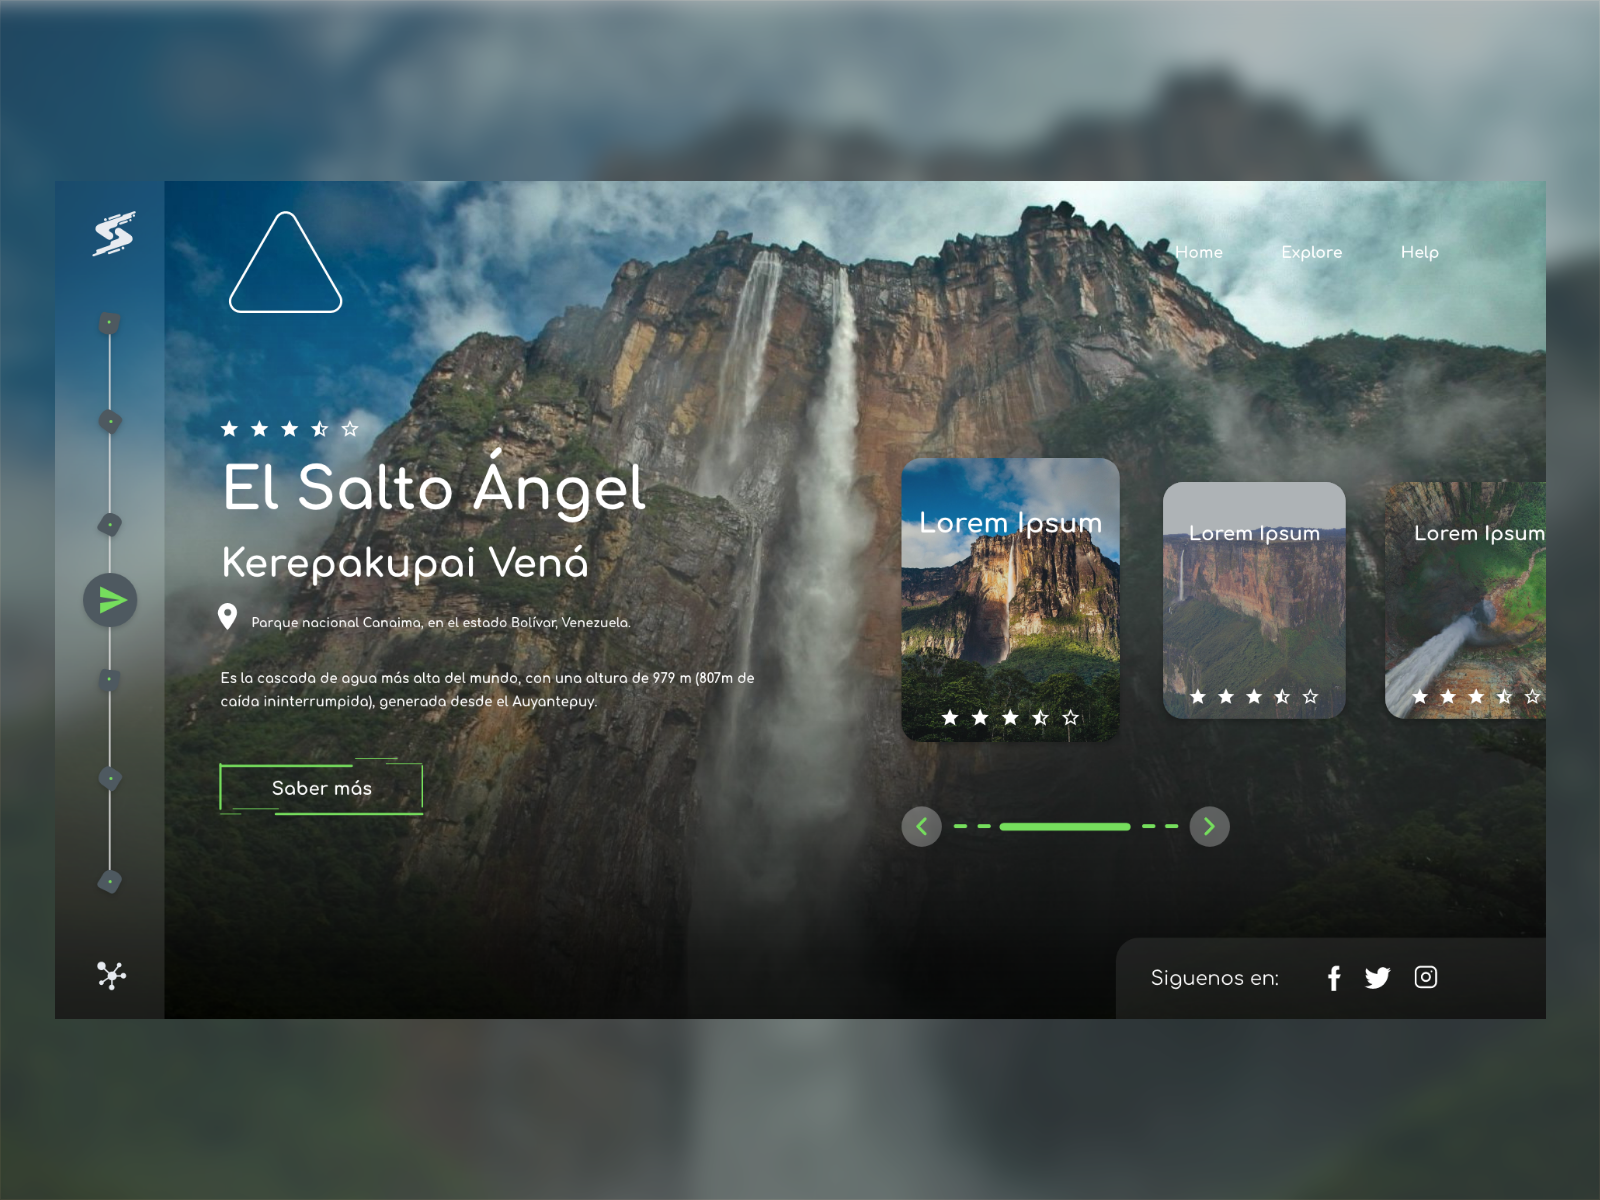 Home Explore Help
El Salto Ángel
Kerepakupai Vená
Parque nacional Canaima, en el estado Bolívar, Venezuela.
Es la cascada de agua más alta del mundo, con una altura de 979 m (807m de
caída ininterrumpida), generada desde el Auyantepuy.
Saber más
Lorem Ipsum
Lorem Ipsum
Lorem Ipsum
Siguenos en: